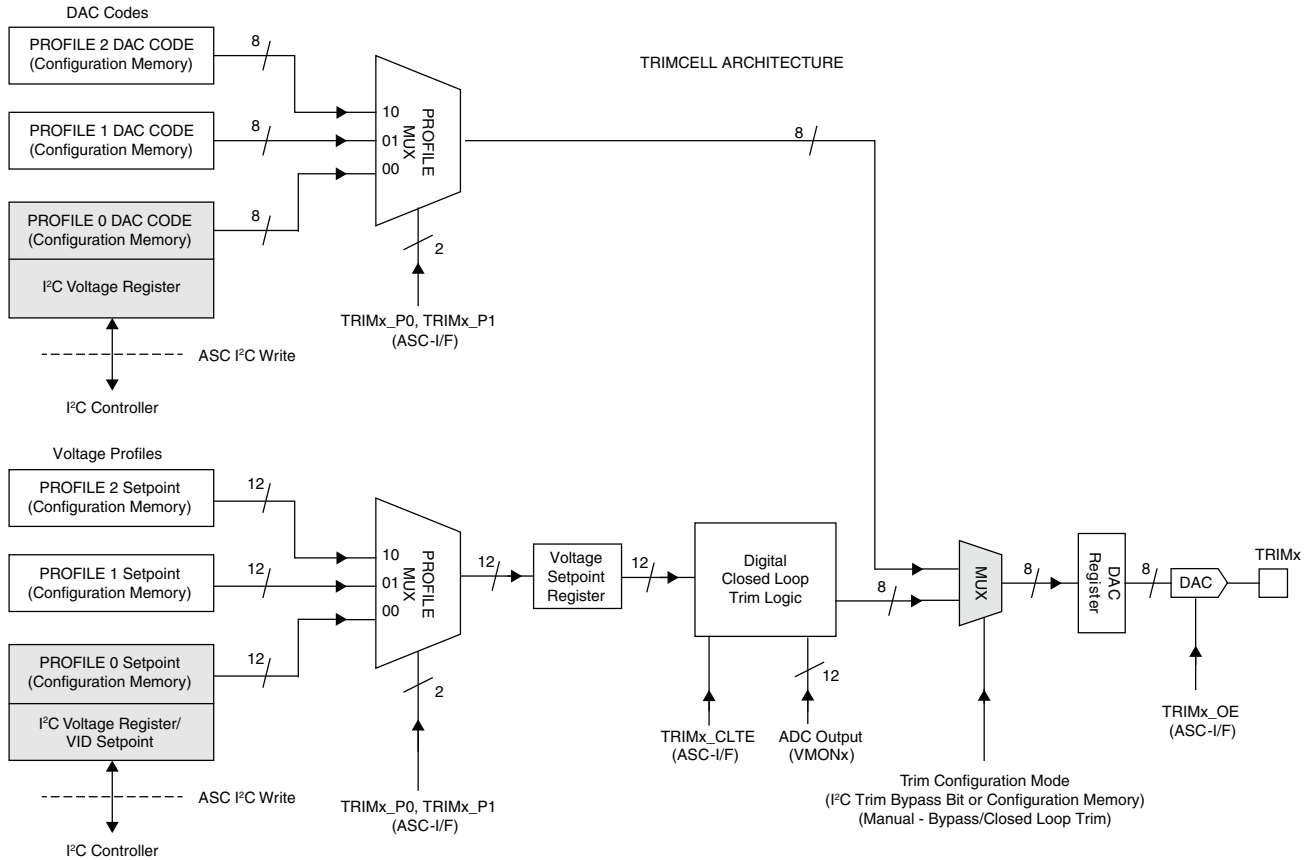 DAC Codes
PROFILE 2 DAC CODE
(Configuration Memory)
8
PROFILE 1 DAC CODE
(Configuration Memory)
8
PROFILE 0 DAC CODE
(Configuration Memory)
8
I²C Voltage Register
ASC I²C Write
I²C Controller
10
01
00
PROFILE
MUX
2
TRIMx_P0, TRIMx_P1
(ASC-I/F)
TRIMCELL ARCHITECTURE
8
Voltage Profiles
PROFILE 2 Setpoint
(Configuration Memory)
12
PROFILE 1 Setpoint
(Configuration Memory)
12
PROFILE 0 Setpoint
(Configuration Memory)
12
I²C Voltage Register/
VID Setpoint
ASC I²C Write
I²C Controller
10
01
00
PROFILE
MUX
2
TRIMx_P0, TRIMx_P1
(ASC-I/F)
12
Voltage
Setpoint
Register
12
Digital
Closed Loop
Trim Logic
TRIMx_CLTE
(ASC-I/F)
12
ADC Output
(VMONx)
8
MUX
Trim Configuration Mode
(I²C Trim Bypass Bit or Configuration Memory)
(Manual - Bypass/Closed Loop Trim)
8
DAC
Register
8
DAC
TRIMx
TRIMx_OE
(ASC-I/F)